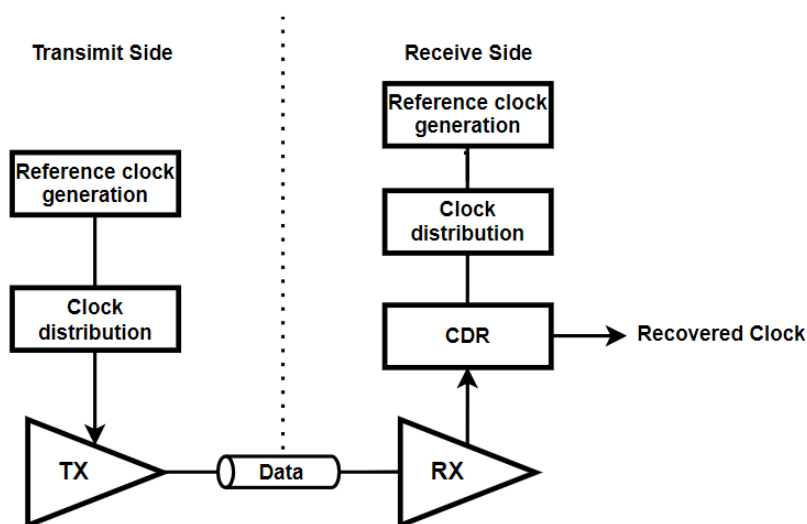 Transimit Side
Receive Side
Reference clock
generation
Clock
distribution
TX
Data
Reference clock
generation
Clock
distribution
CDR
Recovered Clock
RX